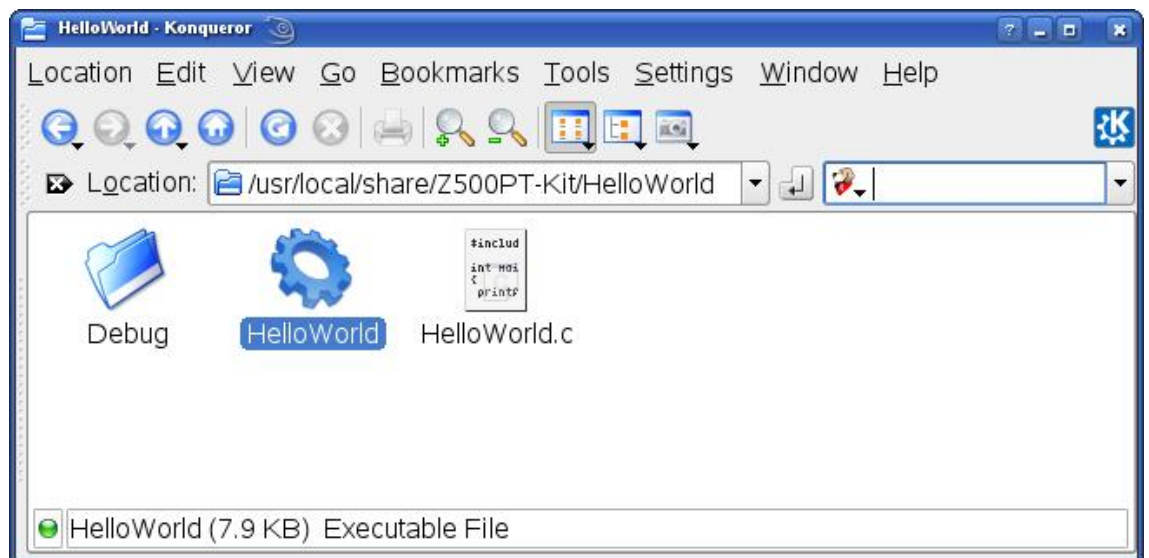 HelloWorld - Konqueror
Location Edit View Go Bookmarks Tools Settings Window Help
Location: /usr/local/share/Z500PT-Kit/HelloWorld
#includ
int mai
{
printf
Debug HelloWorld HelloWorld.c
HelloWorld (7.9 KB) Executable File